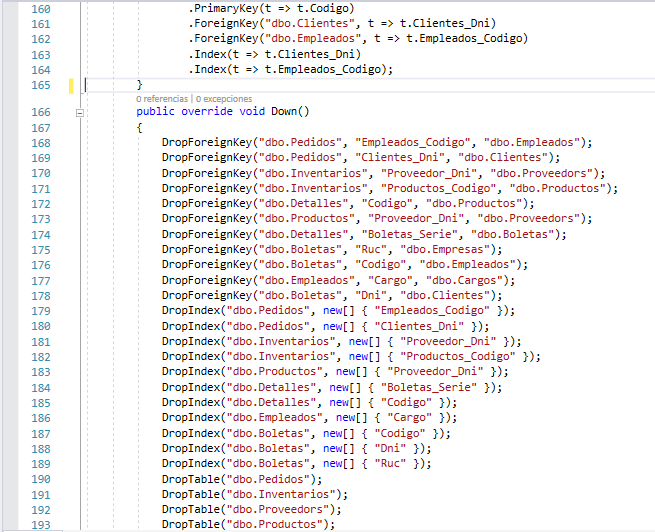 160 .PrimaryKey(t => t.Codigo)
161 .ForeignKey("dbo.Clientes", t => t.Clientes_Dni)
162 .ForeignKey("dbo.Empleados", t => t.Empleados_Codigo)
163 .Index(t => t.Clientes_Dni)
164 .Index(t => t.Empleados_Codigo);
165 }
0 referencias | 0 excepciones
166 public override void Down()
167 {
168 DropForeignKey("dbo.Pedidos", "Empleados_Codigo", "dbo.Empleados");
169 DropForeignKey("dbo.Pedidos", "Clientes_Dni", "dbo.Clientes");
170 DropForeignKey("dbo.Inventarios", "Proveedor_Dni", "dbo.Proveedors");
171 DropForeignKey("dbo.Inventarios", "Productos_Codigo", "dbo.Productos");
172 DropForeignKey("dbo.Detalles", "Codigo", "dbo.Productos");
173 DropForeignKey("dbo.Productos", "Proveedor_Dni", "dbo.Proveedors");
174 DropForeignKey("dbo.Detalles", "Boletas_Serie", "dbo.Boletas");
175 DropForeignKey("dbo.Boletas", "Ruc", "dbo.Empresas");
176 DropForeignKey("dbo.Boletas", "Codigo", "dbo.Empleados");
177 DropForeignKey("dbo.Empleados", "Cargo", "dbo.Cargos");
178 DropForeignKey("dbo.Boletas", "Dni", "dbo.Clientes");
179 DropIndex("dbo.Pedidos", new[] { "Empleados_Codigo" });
180 DropIndex("dbo.Pedidos", new[] { "Clientes_Dni" });
181 DropIndex("dbo.Inventarios", new[] { "Proveedor_Dni" });
182 DropIndex("dbo.Inventarios", new[] { "Productos_Codigo" });
183 DropIndex("dbo.Productos", new[] { "Proveedor_Dni" });
184 DropIndex("dbo.Detalles", new[] { "Boletas_Serie" });
185 DropIndex("dbo.Detalles", new[] { "Codigo" });
186 DropIndex("dbo.Empleados", new[] { "Cargo" });
187 DropIndex("dbo.Boletas", new[] { "Codigo" });
188 DropIndex("dbo.Boletas", new[] { "Dni" });
189 DropIndex("dbo.Boletas", new[] { "Ruc" });
190 DropTable("dbo.Pedidos");
191 DropTable("dbo.Inventarios");
192 DropTable("dbo.Proveedors");
193 DropTable("dbo.Productos");